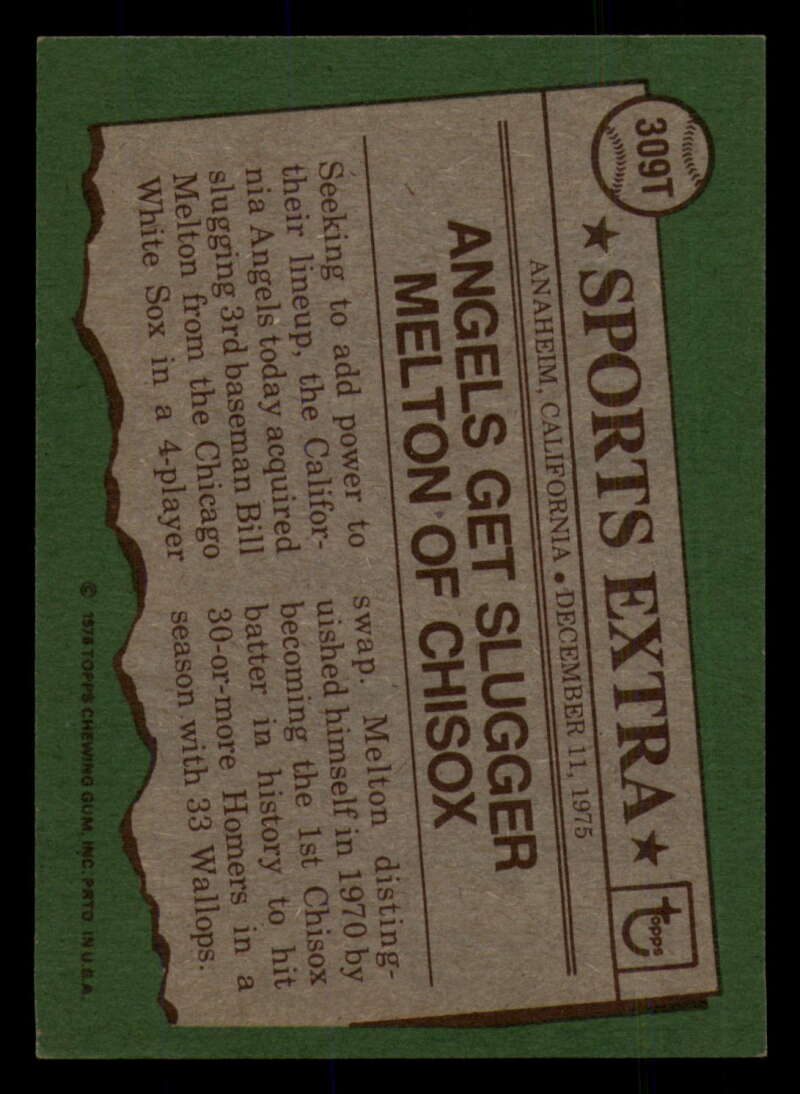 309T
★ SPORTS EXTRA ★
topps
ANAHEIM, CALIFORNIA • DECEMBER 11, 1975
ANGELS GET SLUGGER
MELTON OF CHISOX
Seeking to add power to
their lineup, the Califor-
nia Angels today acquired
slugging 3rd baseman Bill
Melton from the Chicago
White Sox in a 4-player
swap. Melton disting-
uished himself in 1970 by
becoming the 1st Chisox
batter in history to hit
30-or-more Homers in a
season with 33 Wallops.
© 1976 TOPPS CHEWING GUM, INC. PRTD. IN U.S.A.